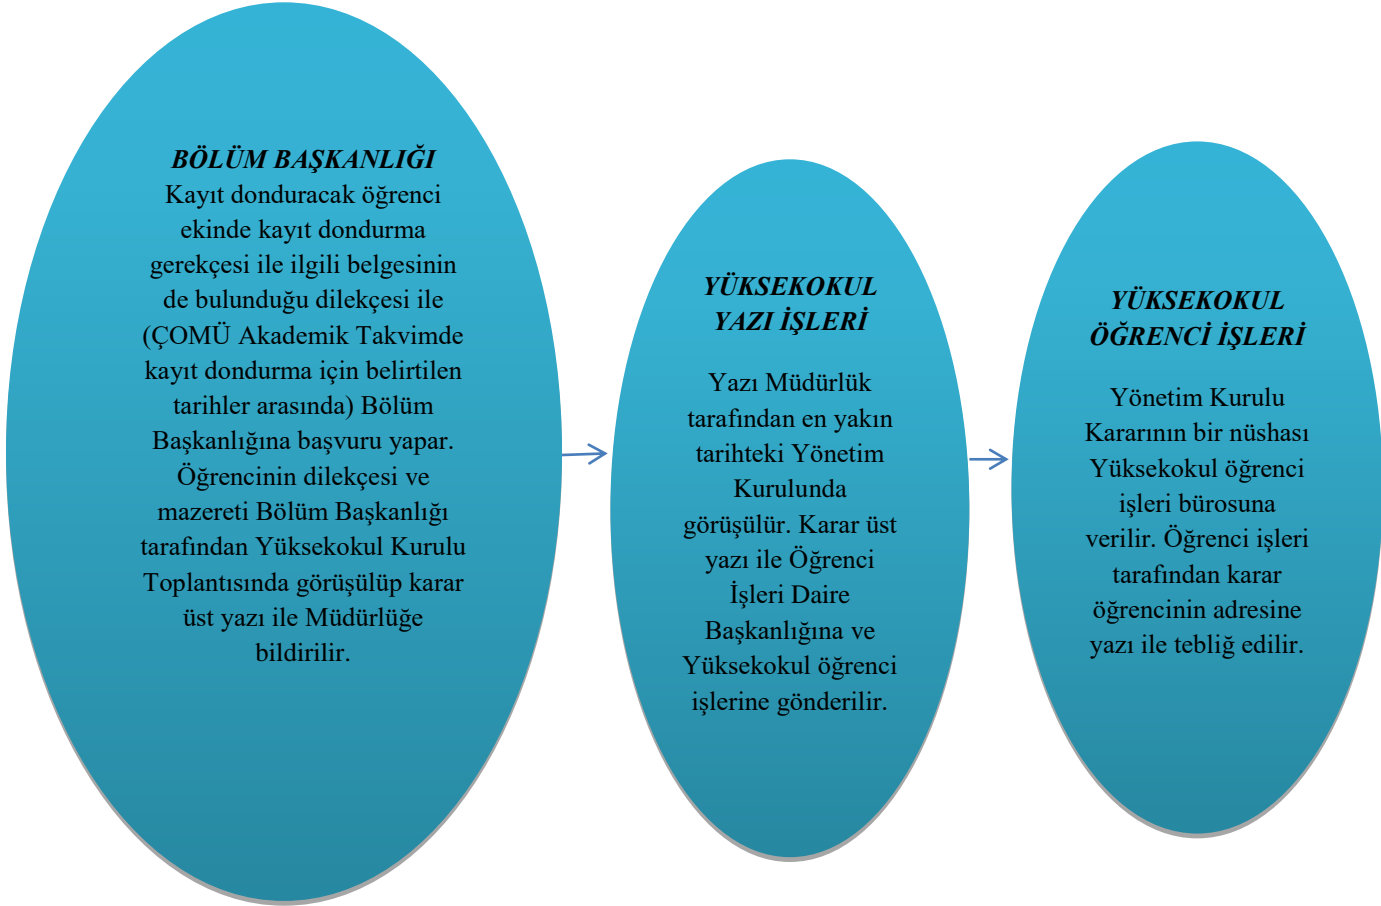 BÖLÜM BAŞKANLIĞI
Kayıt donduracak öğrenci
ekinde kayıt dondurma
gerekçesi ile ilgili belgesinin
de bulunduğu dilekçesi ile
(ÇOMÜ Akademik Takvimde
kayıt dondurma için belirtilen
tarihler arasında) Bölüm
Başkanlığına başvuru yapar.
Öğrencinin dilekçesi ve
mazereti Bölüm Başkanlığı
tarafından Yüksekokul Kurulu
Toplantısında görüşülüp karar
üst yazı ile Müdürlüğe
bildirilir.
YÜKSEKOKUL
YAZI İŞLERİ
Yazı Müdürlük
tarafından en yakın
tarihteki Yönetim
Kurulunda
görüşülür. Karar üst
yazı ile Öğrenci
İşleri Daire
Başkanlığına ve
Yüksekokul öğrenci
işlerine gönderilir.
YÜKSEKOKUL
ÖĞRENCİ İŞLERİ
Yönetim Kurulu
Kararının bir nüshası
Yüksekokul öğrenci
işleri bürosuna
verilir. Öğrenci işleri
tarafından karar
öğrencinin adresine
yazı ile tebliğ edilir.